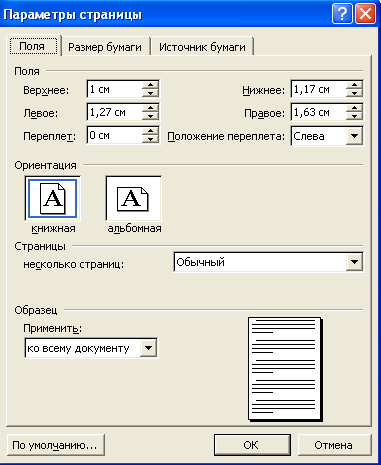 Параметры страницы
Поля Размер бумаги Источник бумаги
Поля
Верхнее: 1 см Нижнее: 1,17 см
Левое: 1,27 см Правое: 1,63 см
Переплет: 0 см Положение переплета: Слева
Ориентация
A A
книжная альбомная
Страницы
несколько страниц: Обычный
Образец
Применить:
ко всему документу
По умолчанию... ОК Отмена